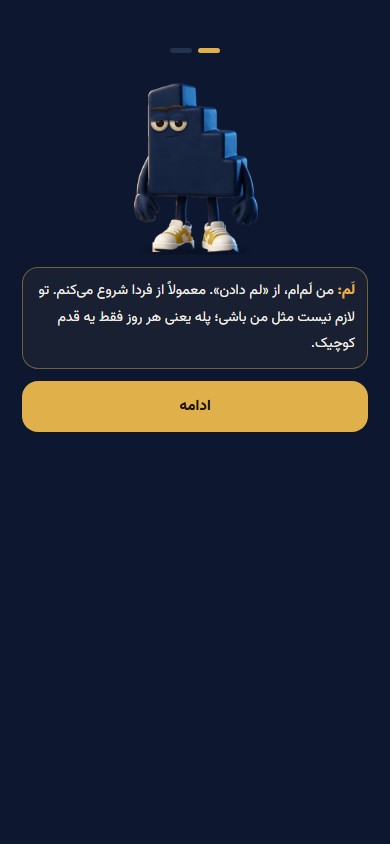 لَم: من لَم‌ام، از «لم دادن». معمولاً از فردا شروع می‌کنم. تو
لازم نیست مثل من باشی؛ پله یعنی هر روز فقط یه قدم
کوچیک.
ادامه